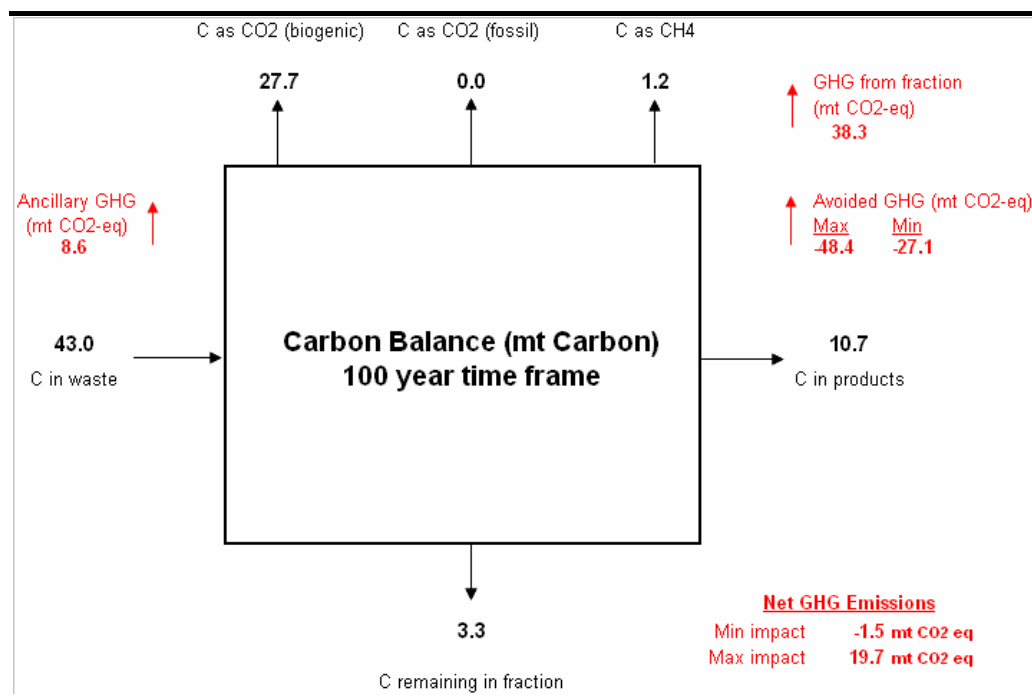 C as CO2 (biogenic) C as CO2 (fossil) C as CH4
27.7 0.0 1.2
GHG from fraction
(mt CO2-eq)
38.3
Ancillary GHG
(mt CO2-eq)
8.6
Avoided GHG (mt CO2-eq)
Max Min
-48.4 -27.1
43.0
C in waste
Carbon Balance (mt Carbon)
100 year time frame
10.7
C in products
3.3
C remaining in fraction
Net GHG Emissions
Min impact -1.5 mt CO2 eq
Max impact 19.7 mt CO2 eq